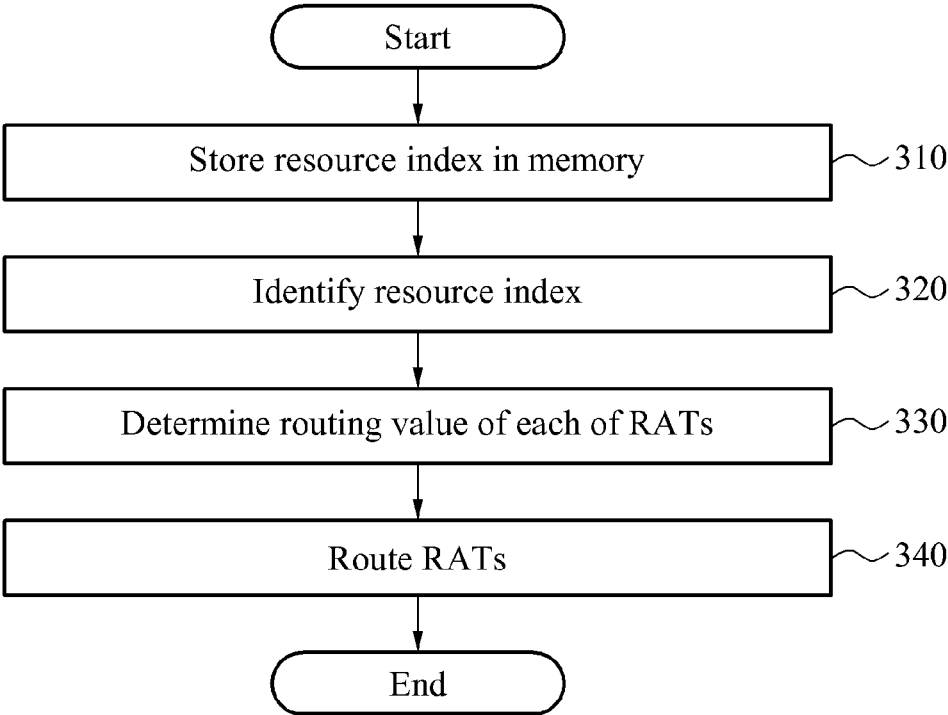 Start
Store resource index in memory
310
Identify resource index
320
Determine routing value of each of RATs
330
Route RATs
340
End